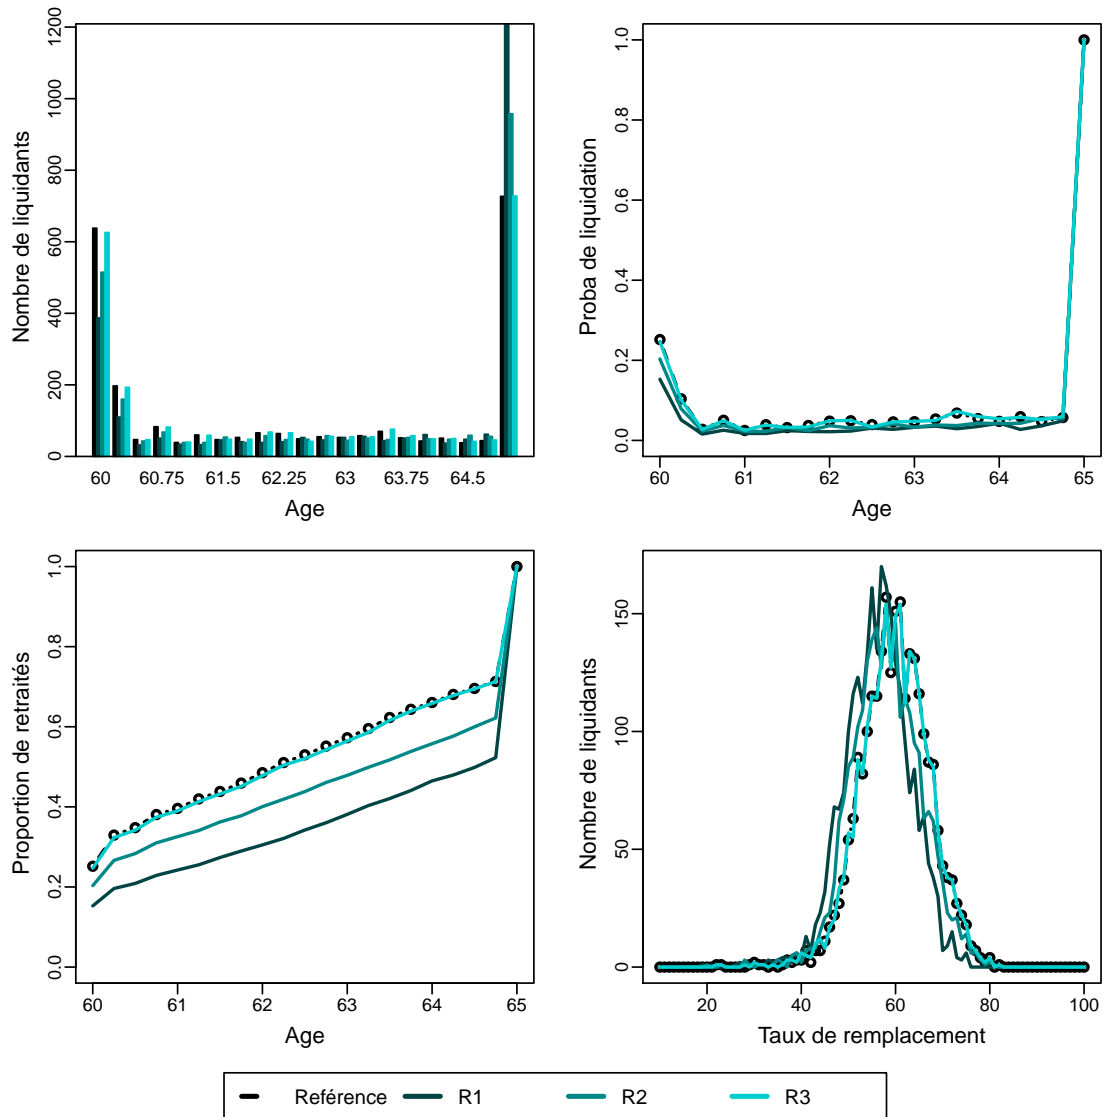 Nombre de liquidants
0 200 400 600 800 1000 1200
60 60.75 61.5 62.25 63 63.75 64.5
Age
Proba de liquidation
0.0 0.2 0.4 0.6 0.8 1.0
60 61 62 63 64 65
Age
Proportion de retraités
0.0 0.2 0.4 0.6 0.8 1.0
60 61 62 63 64 65
Age
Nombre de liquidants
0 50 100 150
20 40 60 80 100
Taux de remplacement
Reférence R1 R2 R3